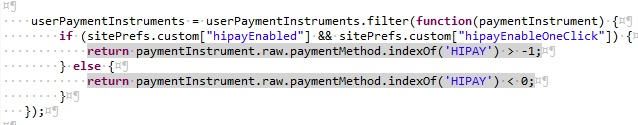 userPaymentInstruments = userPaymentInstruments.filter(function(paymentInstrument) {¤¶
if (sitePrefs.custom["hipayEnabled"] && sitePrefs.custom["hipayEnableOneClick"]) {¤¶
return paymentInstrument.raw.paymentMethod.indexOf('HIPAY') > -1;¤¶
} else {¤¶
return paymentInstrument.raw.paymentMethod.indexOf('HIPAY') < 0;¤¶
}¤¶
});¤¶